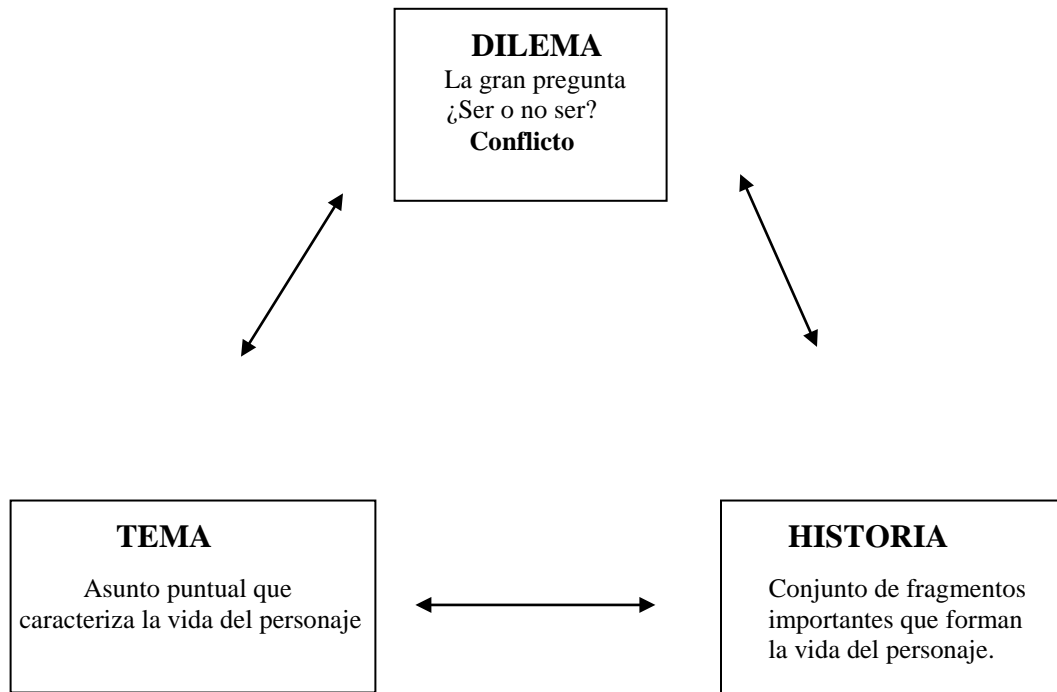 DILEMA
La gran pregunta
¿Ser o no ser?
Conflicto
TEMA
Asunto puntual que
caracteriza la vida del personaje
HISTORIA
Conjunto de fragmentos
importantes que forman
la vida del personaje.